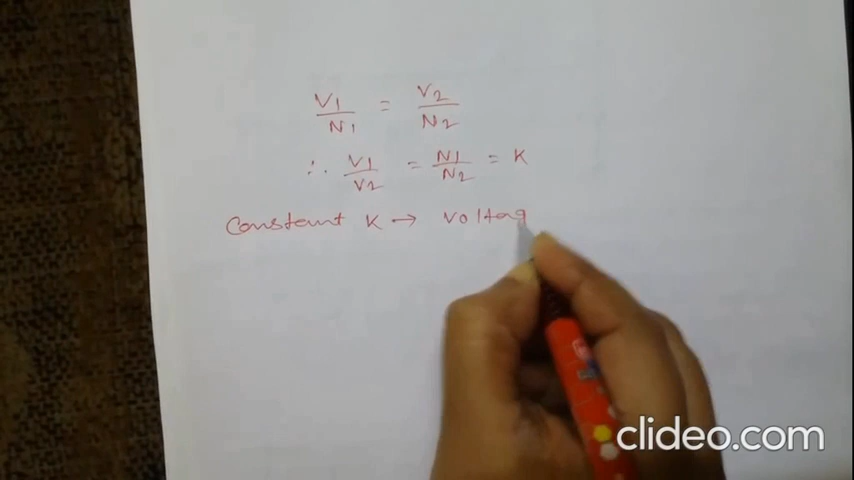 V1/N1 = V2/N2
∴ V1/V2 = N1/N2 = K
Constant K → Voltag
clideo.com